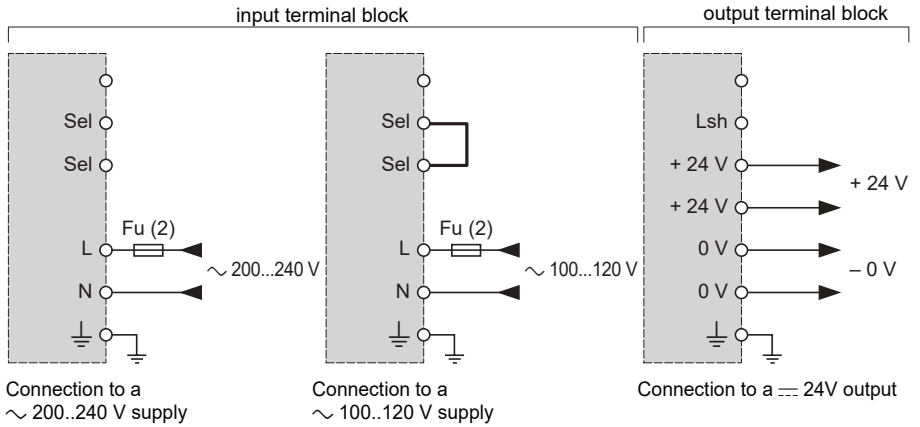 input terminal block
output terminal block
Sel
Sel
L
Fu (2)
N
∼ 200...240 V
Connection to a
∼ 200..240 V supply
Sel
Sel
L
Fu (2)
N
∼ 100...120 V
Connection to a
∼ 100..120 V supply
Lsh
+ 24 V
+ 24 V
+ 24 V
0 V
0 V
– 0 V
Connection to a ⎓ 24V output